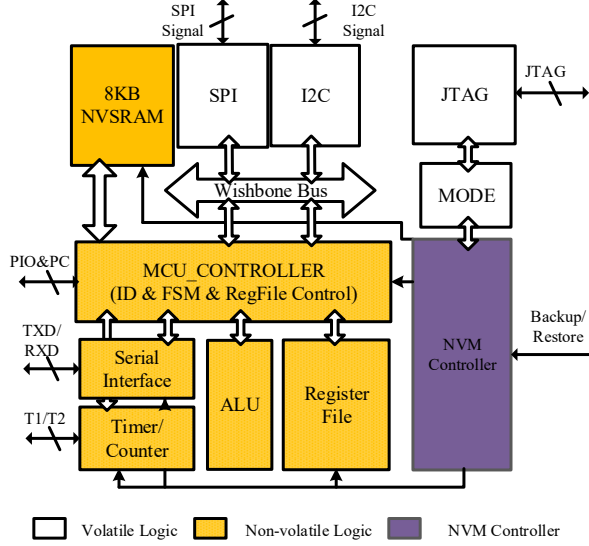 SPI
Signal
I2C
Signal
8KB
NVSRAM
SPI
I2C
JTAG
JTAG
Wishbone Bus
MODE
PIO&PC
MCU_CONTROLLER
(ID & FSM & RegFile Control)
TXD/
RXD
Serial
Interface
ALU
Register
File
NVM
Controller
Backup/
Restore
T1/T2
Timer/
Counter
Volatile Logic
Non-volatile Logic
NVM Controller